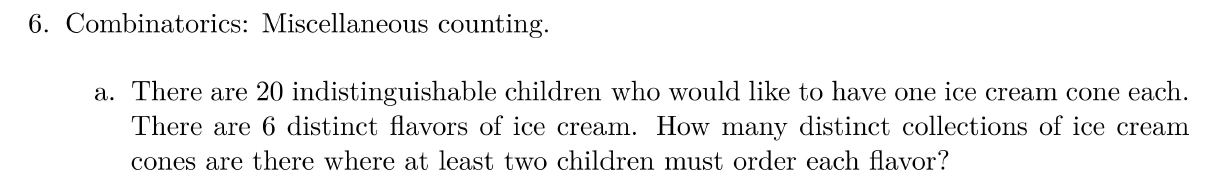 6. Combinatorics: Miscellaneous counting.
a. There are 20 indistinguishable children who would like to have one ice cream cone each.
There are 6 distinct flavors of ice cream. How many distinct collections of ice cream
cones are there where at least two children must order each flavor?